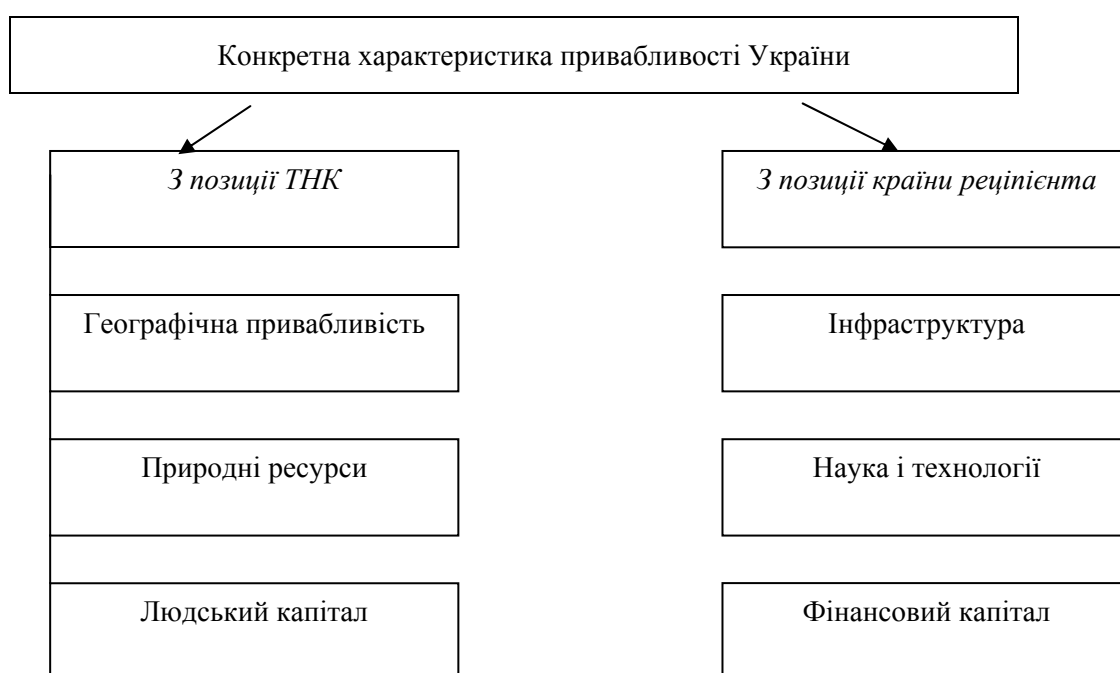 Конкретна характеристика привабливості України
З позиції ТНК
З позиції країни реціпієнта
Географічна привабливість
Інфраструктура
Природні ресурси
Наука і технології
Людський капітал
Фінансовий капітал